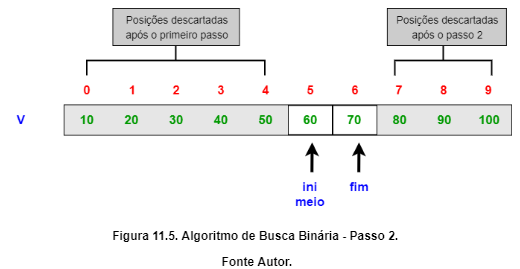 Posições descartadas
após o primeiro passo
Posições descartadas
após o passo 2
0 1 2 3 4 5 6 7 8 9
V 10 20 30 40 50 60 70 80 90 100
ini fim
meio
Figura 11.5. Algoritmo de Busca Binária - Passo 2.
Fonte Autor.